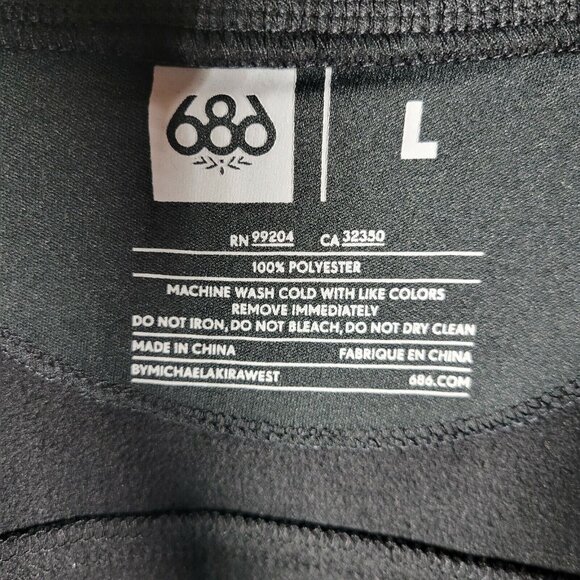 686
L
RN 99204 CA 32350
100% POLYESTER
MACHINE WASH COLD WITH LIKE COLORS
REMOVE IMMEDIATELY
DO NOT IRON, DO NOT BLEACH, DO NOT DRY CLEAN
MADE IN CHINA FABRIQUE EN CHINA
BYMICHAELAKIRAWEST 686.COM